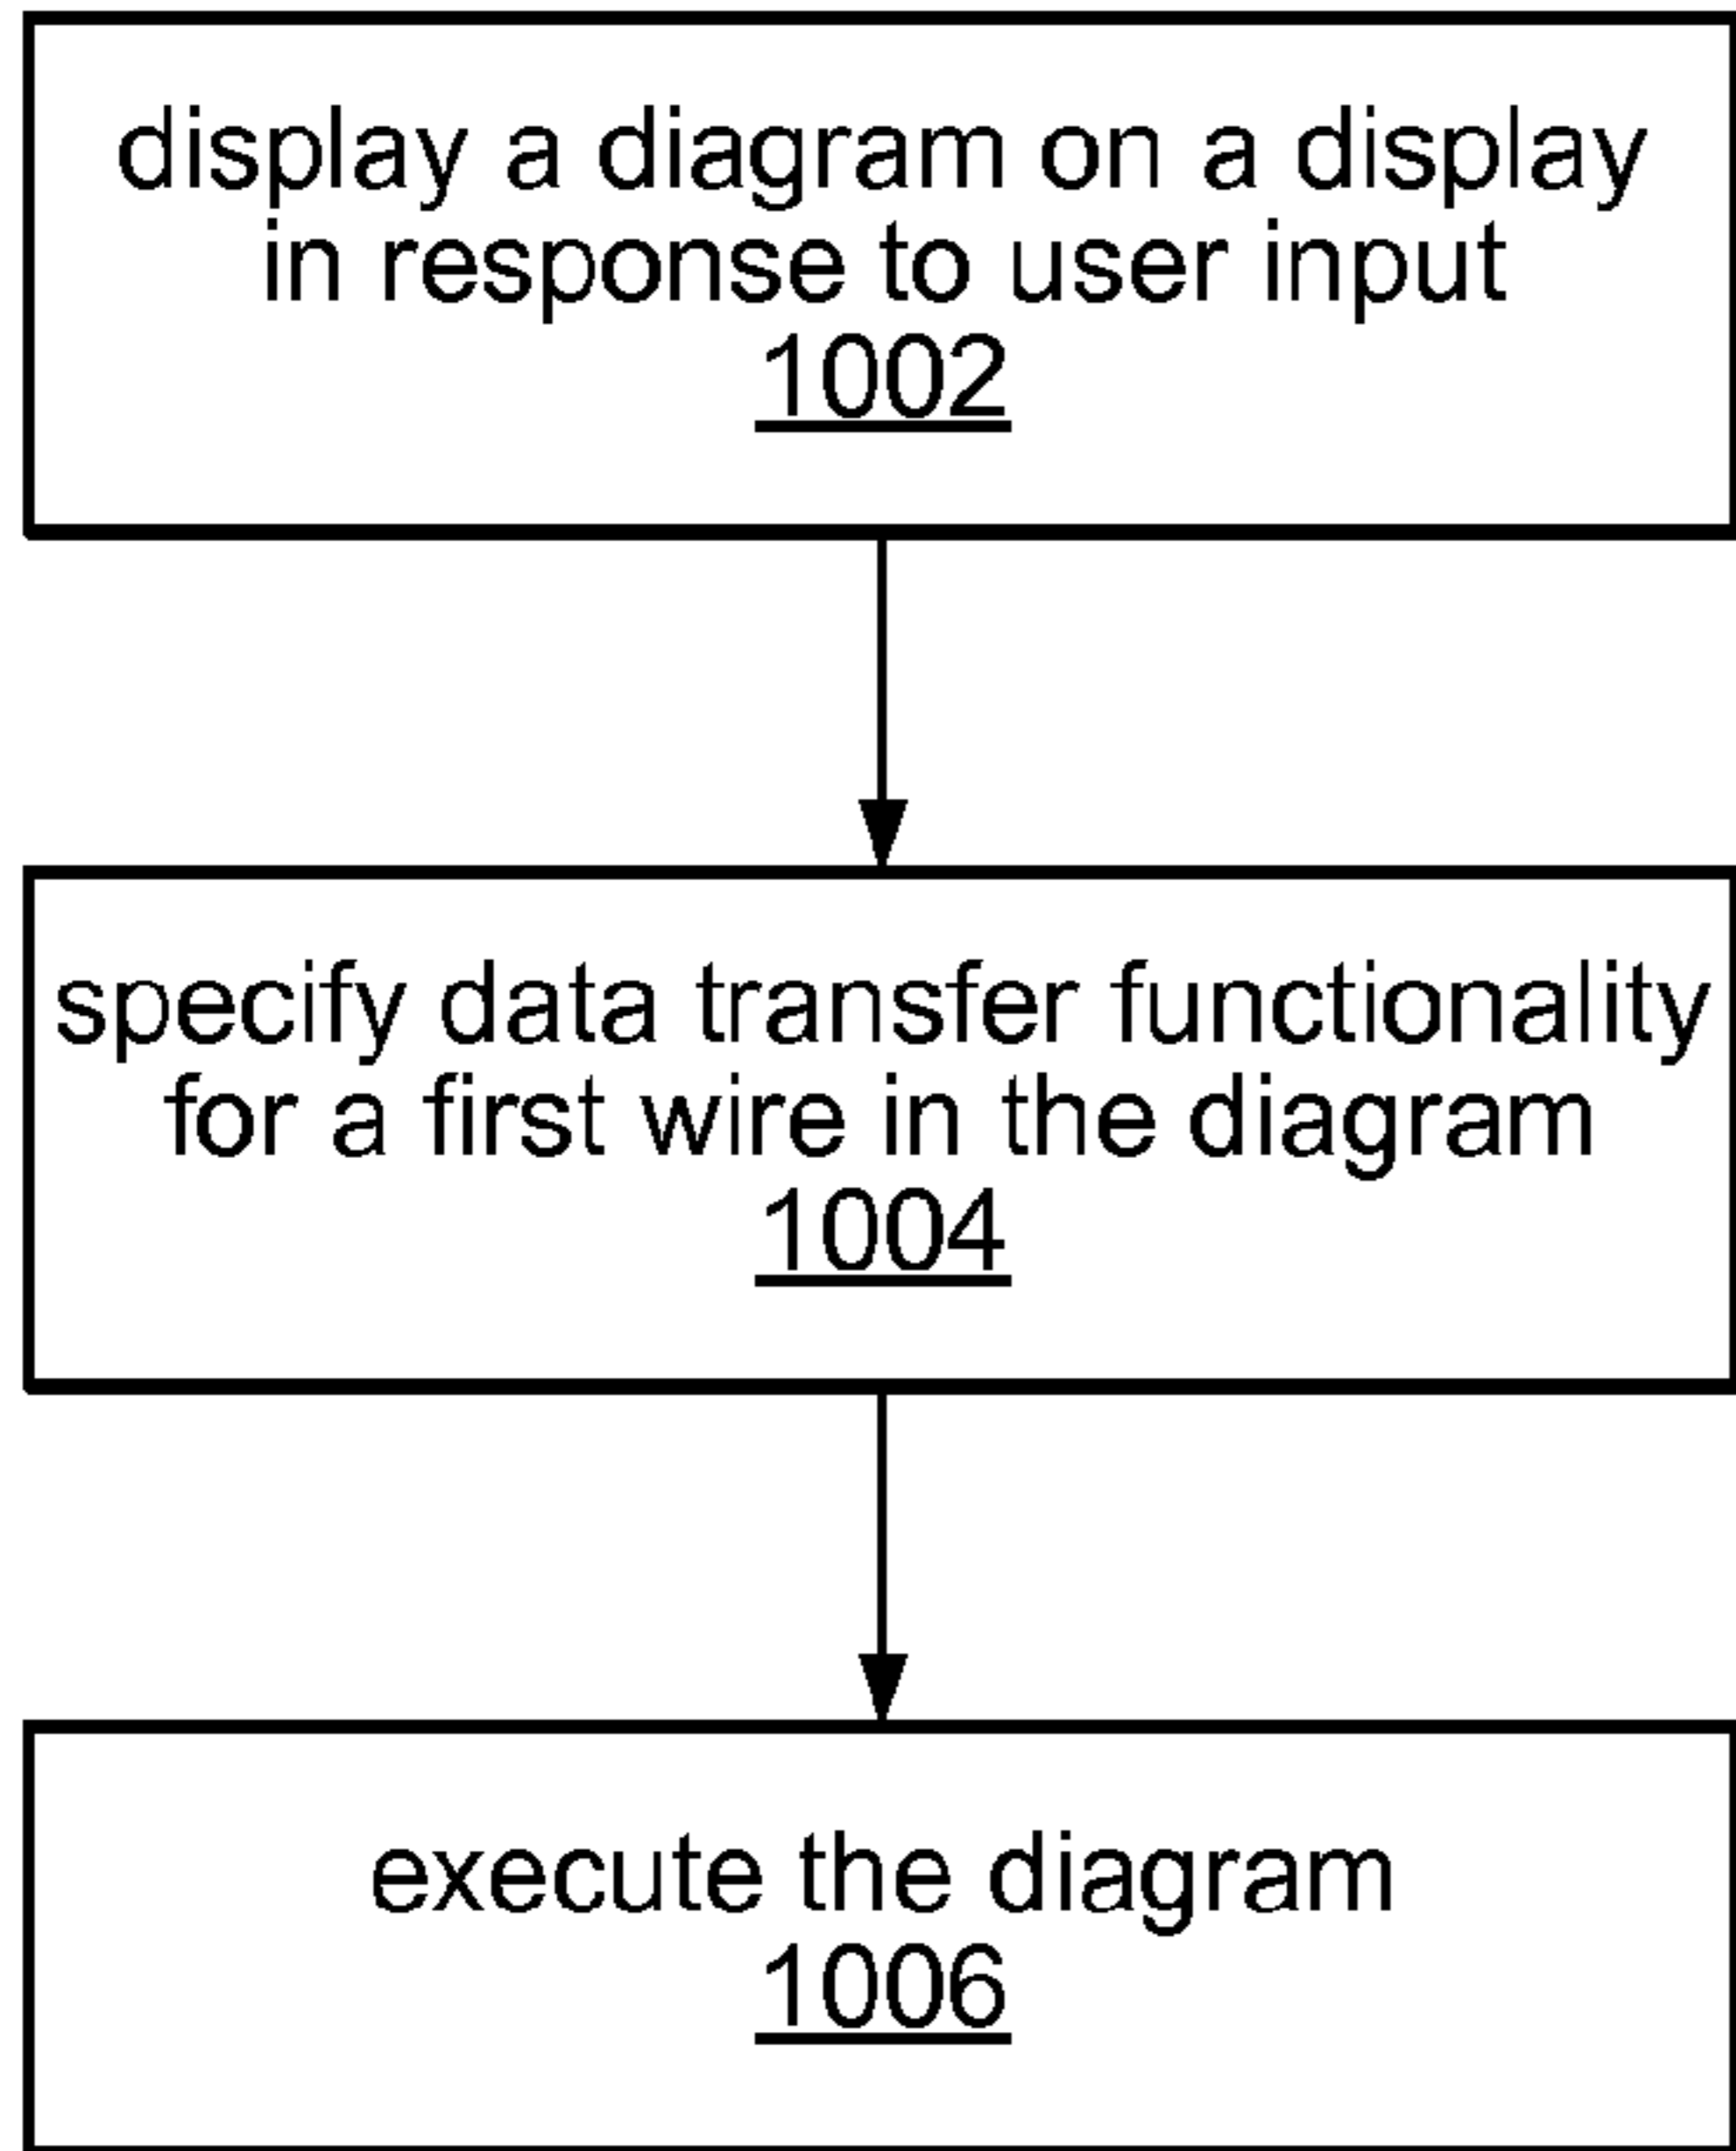 display a diagram on a display
in response to user input
1002
specify data transfer functionality
for a first wire in the diagram
1004
execute the diagram
1006